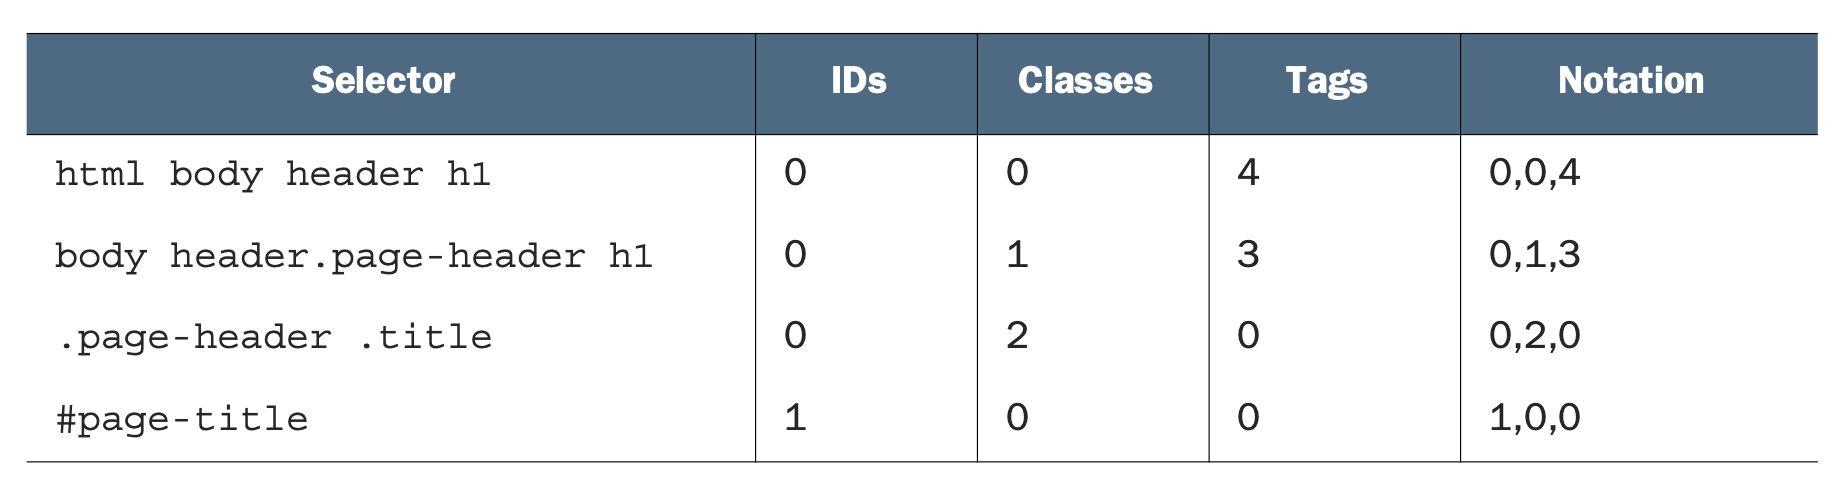 Selector IDs Classes Tags Notation
html body header h1 0 0 4 0,0,4
body header.page-header h1 0 1 3 0,1,3
.page-header .title 0 2 0 0,2,0
#page-title 1 0 0 1,0,0